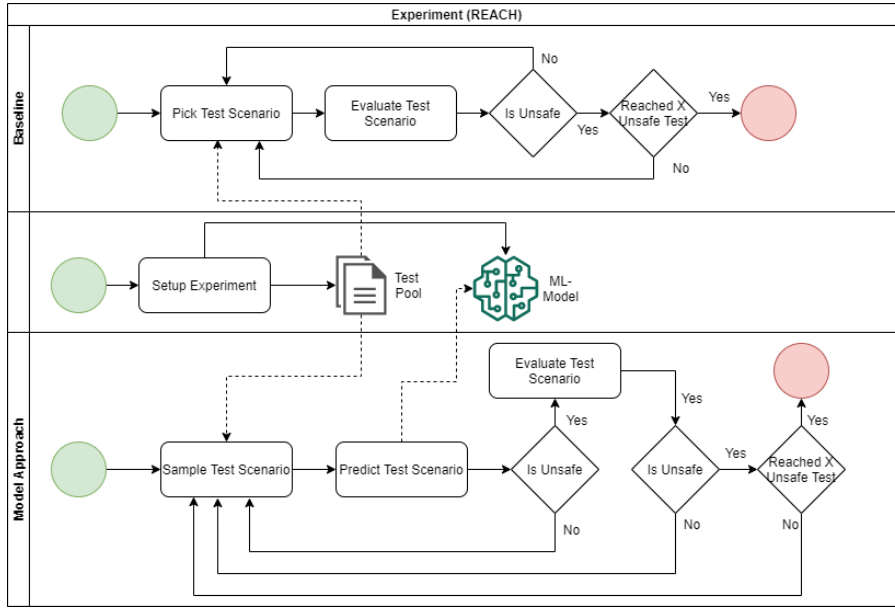 Experiment (REACH)
Baseline
No
Pick Test Scenario
Evaluate Test
Scenario
Is Unsafe
Yes
Reached X
Unsafe Test
Yes
No
Setup Experiment
Test
Pool
ML-
Model
Model Approach
Evaluate Test
Scenario
Yes
Yes
Yes
Sample Test Scenario
Predict Test Scenario
Is Unsafe
Is Unsafe
Yes
Reached X
Unsafe Test
No
No
No